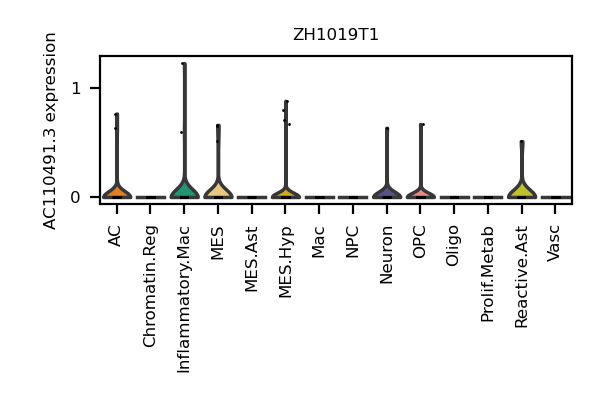 ZH1019T1
AC110491.3 expression
1
0
AC
Chromatin.Reg
Inflammatory.Mac
MES
MES.Ast
MES.Hyp
Mac
NPC
Neuron
OPC
Oligo
Prolif.Metab
Reactive.Ast
Vasc